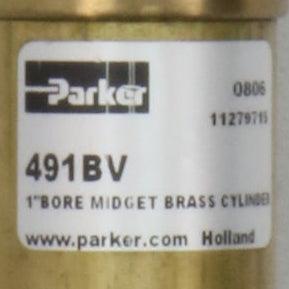 Parker
0806
11279715
491BV
1"BORE MIDGET BRASS CYLINDER
www.parker.com Holland